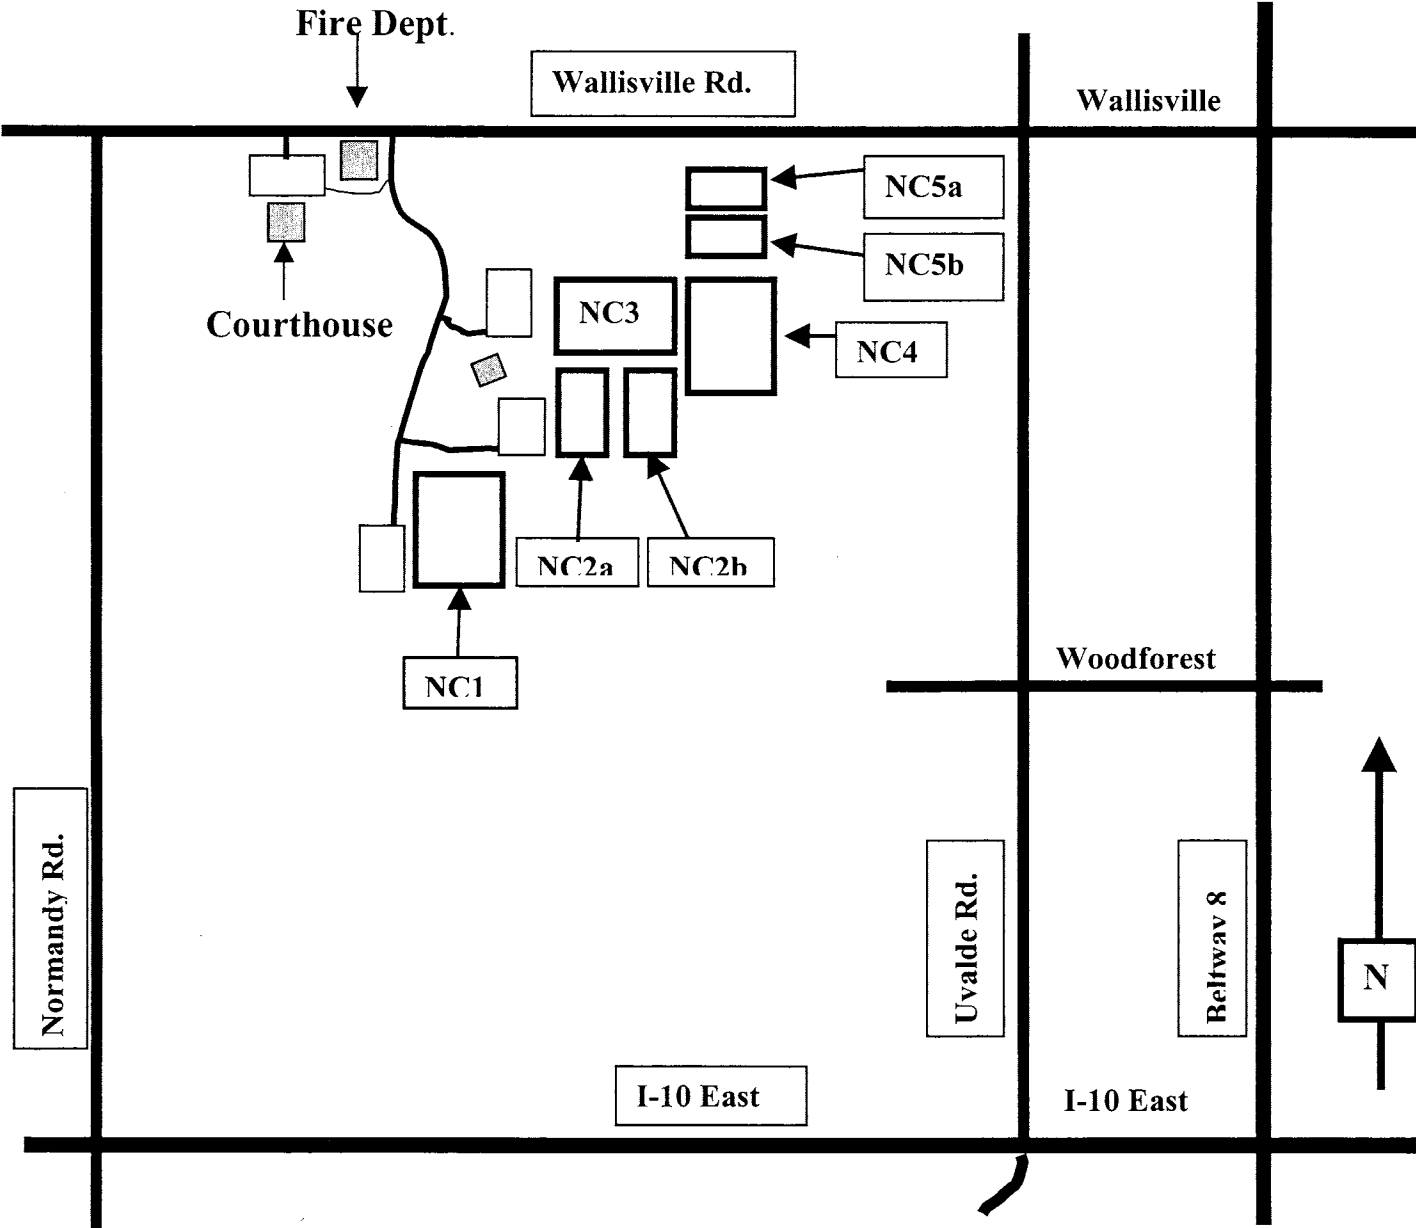 Fire Dept.
Wallisville Rd.
Wallisville
NC5a
NC5b
NC3
Courthouse
NC4
NC2a
NC2b
NC1
Woodforest
Normandy Rd.
Uvalde Rd.
Beltway 8
N
I-10 East
I-10 East